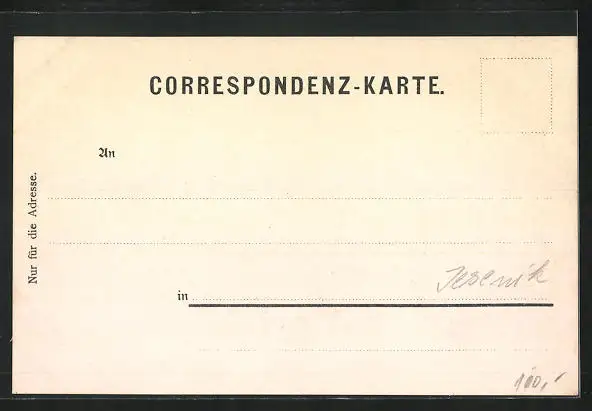 CORRESPONDENZ-KARTE.
An
Nur für die Adresse.
in Jesenik
100,-